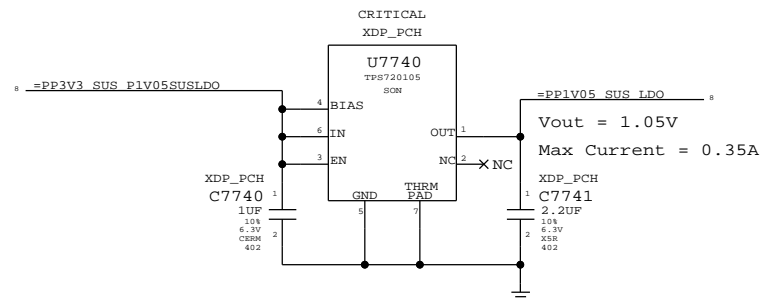 CRITICAL
XDP_PCH
U7740
TPS720105
SON
8 =PP3V3_SUS_P1V05SUSLDO
=PP1V05_SUS_LDO 8
4 BIAS
6 IN
3 EN
OUT 1
NC 2 NC
Vout = 1.05V
Max Current = 0.35A
GND
THRM
PAD
5
7
XDP_PCH
C7740 1
1UF
10%
6.3V 2
CERM
402
XDP_PCH
1 C7741
2.2UF
10%
2 6.3V
X5R
402